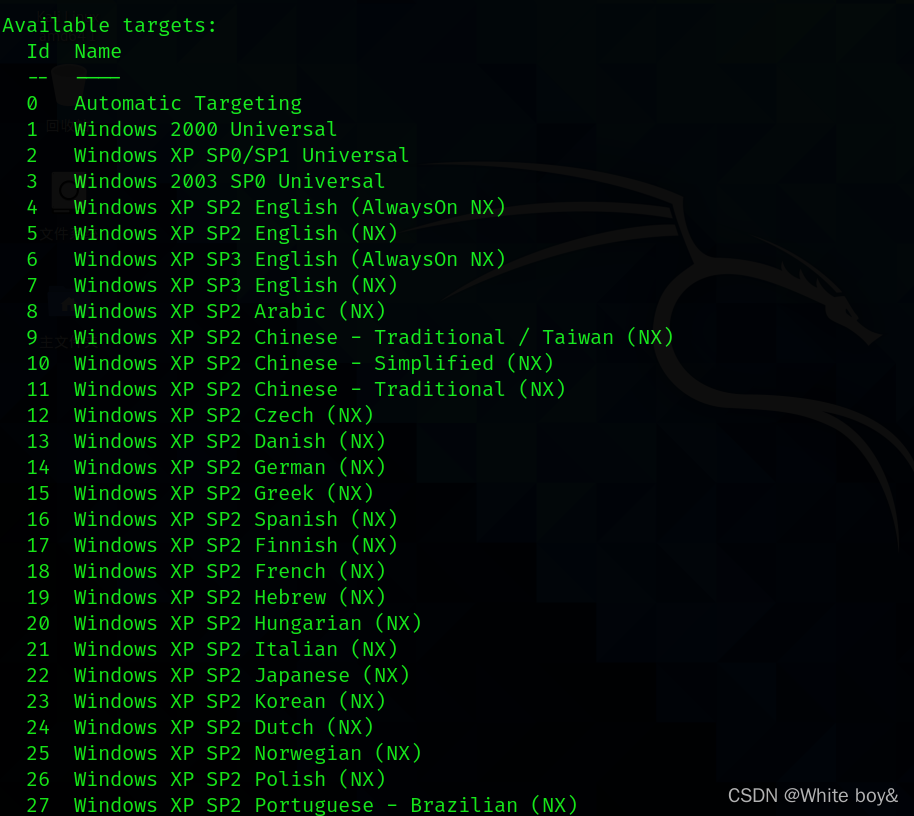 Available targets:
Id  Name
--  ----
0   Automatic Targeting
1   Windows 2000 Universal
2   Windows XP SP0/SP1 Universal
3   Windows 2003 SP0 Universal
4   Windows XP SP2 English (AlwaysOn NX)
5   Windows XP SP2 English (NX)
6   Windows XP SP3 English (AlwaysOn NX)
7   Windows XP SP3 English (NX)
8   Windows XP SP2 Arabic (NX)
9   Windows XP SP2 Chinese - Traditional / Taiwan (NX)
10  Windows XP SP2 Chinese - Simplified (NX)
11  Windows XP SP2 Chinese - Traditional (NX)
12  Windows XP SP2 Czech (NX)
13  Windows XP SP2 Danish (NX)
14  Windows XP SP2 German (NX)
15  Windows XP SP2 Greek (NX)
16  Windows XP SP2 Spanish (NX)
17  Windows XP SP2 Finnish (NX)
18  Windows XP SP2 French (NX)
19  Windows XP SP2 Hebrew (NX)
20  Windows XP SP2 Hungarian (NX)
21  Windows XP SP2 Italian (NX)
22  Windows XP SP2 Japanese (NX)
23  Windows XP SP2 Korean (NX)
24  Windows XP SP2 Dutch (NX)
25  Windows XP SP2 Norwegian (NX)
26  Windows XP SP2 Polish (NX)
27  Windows XP SP2 Portuguese - Brazilian (NX)
CSDN @White boy&